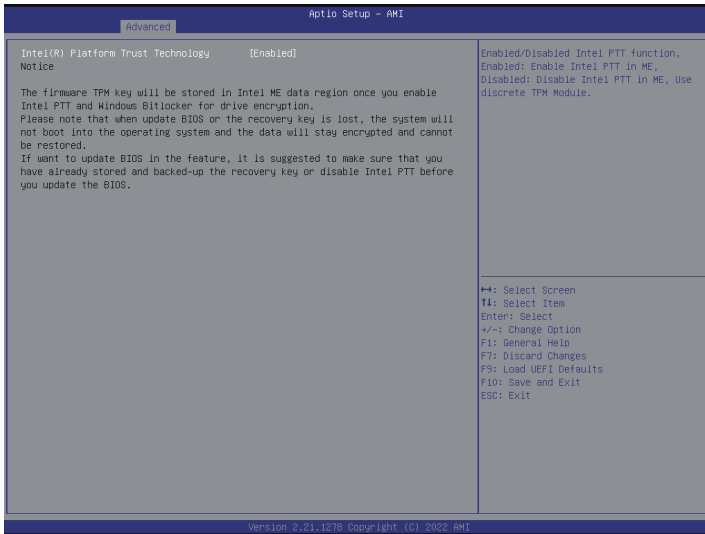 Aptio Setup – AMI
Advanced
Intel(R) Platform Trust Technology [Enabled]
Notice
The firmware TPM key will be stored in Intel ME data region once you enable
Intel PTT and Windows Bitlocker for drive encryption.
Please note that when update BIOS or the recovery key is lost, the system will
not boot into the operating system and the data will stay encrypted and cannot
be restored.
If want to update BIOS in the feature, it is suggested to make sure that you
have already stored and backed-up the recovery key or disable Intel PTT before
you update the BIOS.
Enabled/Disabled Intel PTT function,
Enabled: Enable Intel PTT in ME,
Disabled: Disable Intel PTT in ME, Use
discrete TPM Module.
↔: Select Screen
↑↓: Select Item
Enter: Select
+/-: Change Option
F1: General Help
F7: Discard Changes
F9: Load UEFI Defaults
F10: Save and Exit
ESC: Exit
Version 2.21.1278 Copyright (C) 2022 AMI